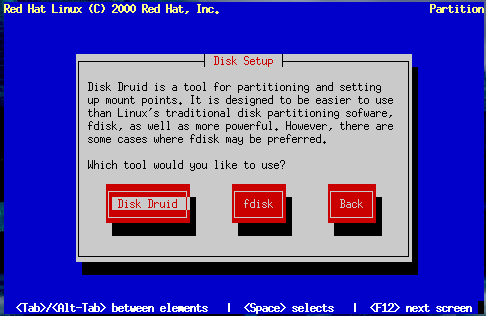 Red Hat Linux (C) 2000 Red Hat, Inc. Partition
Disk Setup
Disk Druid is a tool for partitioning and setting
up mount points. It is designed to be easier to use
than Linux's traditional disk partitioning sofware,
fdisk, as well as more powerful. However, there are
some cases where fdisk may be preferred.
Which tool would you like to use?
Disk Druid fdisk Back
<Tab>/<Alt-Tab> between elements | <Space> selects | <F12> next screen